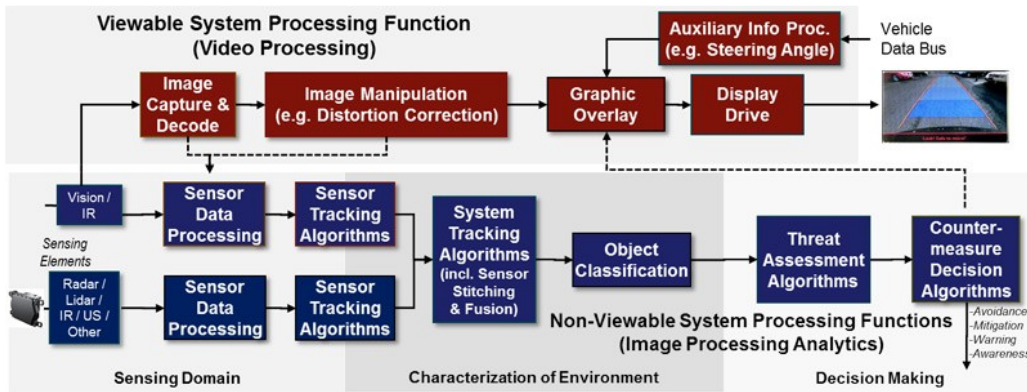 Viewable System Processing Function
(Video Processing)
Auxiliary Info Proc.
(e.g. Steering Angle)
Vehicle
Data Bus
Image
Capture &
Decode
Image Manipulation
(e.g. Distortion Correction)
Graphic
Overlay
Display
Drive
Vision /
IR
Sensor
Data
Processing
Sensor
Tracking
Algorithms
System
Tracking
Algorithms
(incl. Sensor
Stitching
& Fusion)
Object
Classification
Threat
Assessment
Algorithms
Counter-
measure
Decision
Algorithms
Sensing
Elements
Radar /
Lidar /
IR / US /
Other
Sensor
Data
Processing
Sensor
Tracking
Algorithms
Non-Viewable System Processing Functions
(Image Processing Analytics)
-Avoidance
-Mitigation
-Warning
-Awareness
Sensing Domain
Characterization of Environment
Decision Making